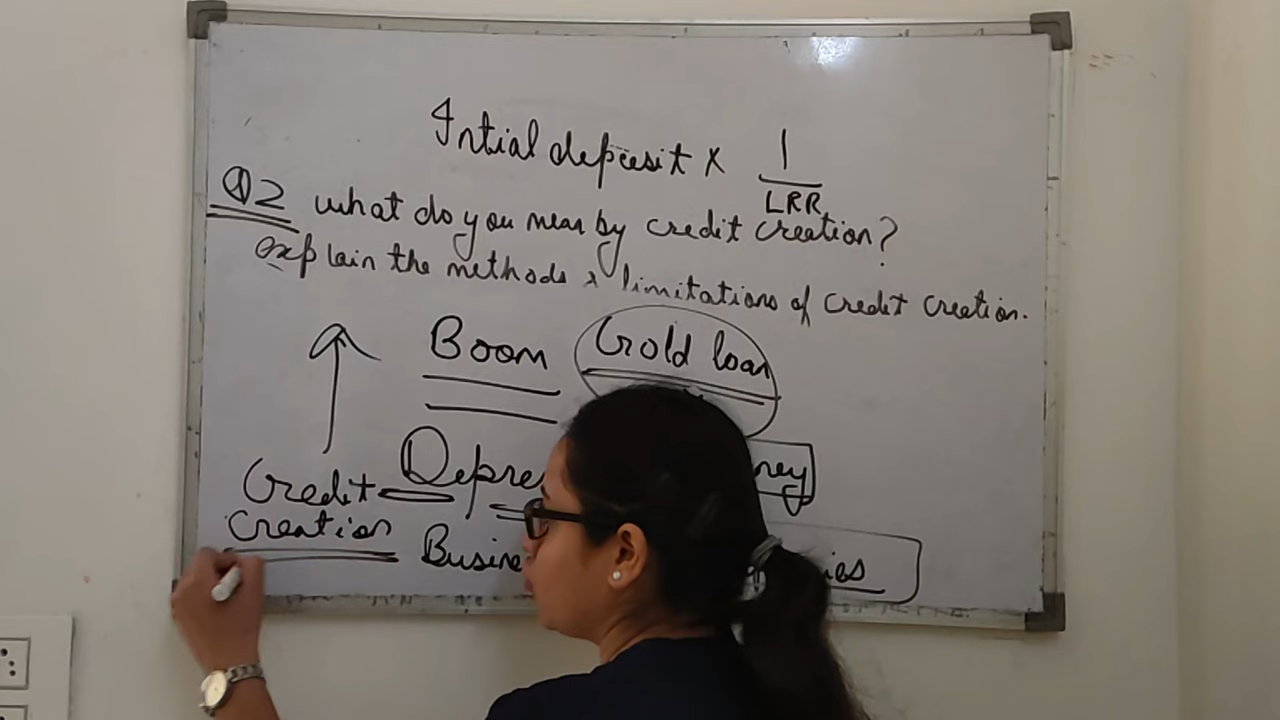 Intial deposit x 1
LRR
Q2 what do you mean by credit creation?
explain the methods & limitations of credit creation.
Boom Gold loan
Credit
Creation